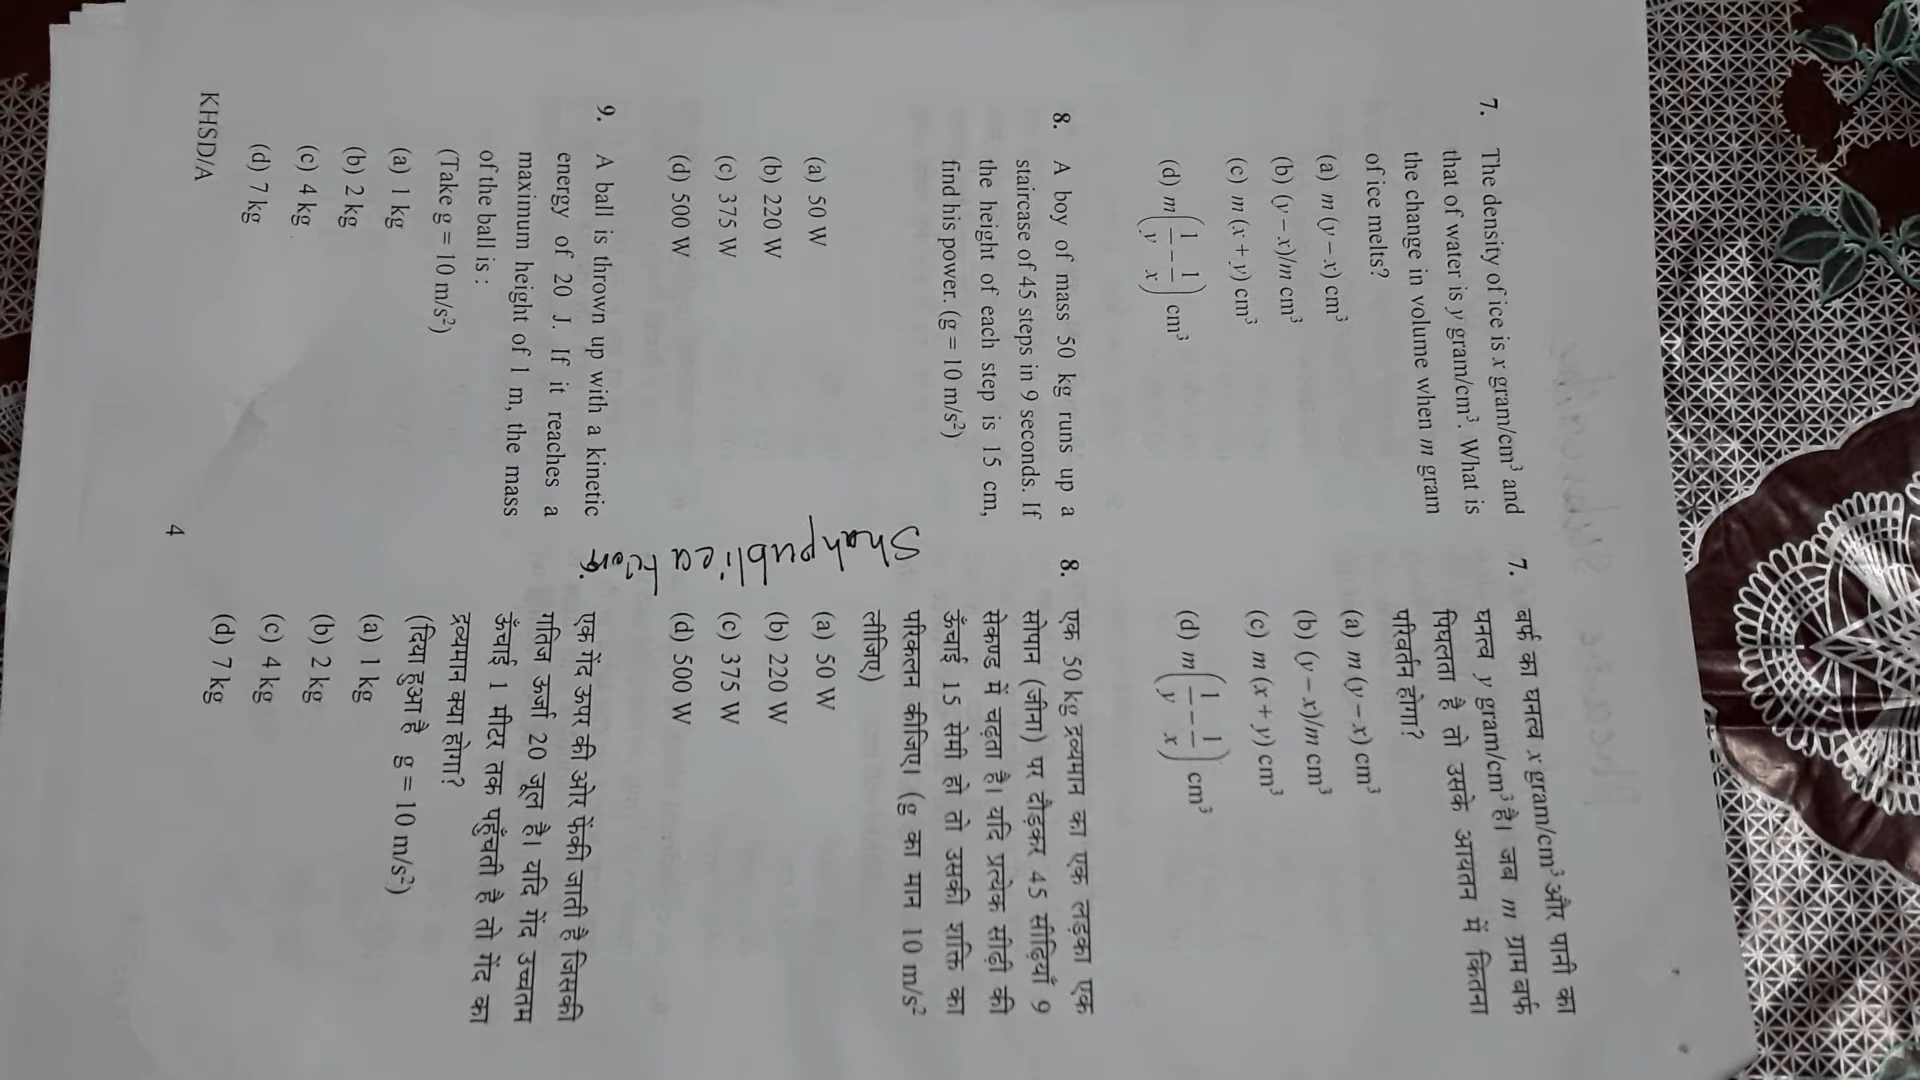 7. The density of ice is x gram/cm³ and
that of water is y gram/cm³. What is
the change in volume when m gram
of ice melts?
(a) m (y – x) cm³
(b) (y – x)/m cm³
(c) m (x + y) cm³
(d) m(1/y – 1/x) cm³
8. A boy of mass 50 kg runs up a
staircase of 45 steps in 9 seconds. If
the height of each step is 15 cm,
find his power. (g = 10 m/s²)
(a) 50 W
(b) 220 W
(c) 375 W
(d) 500 W
9. A ball is thrown up with a kinetic
energy of 20 J. If it reaches a
maximum height of 1 m, the mass
of the ball is :
(Take g = 10 m/s²)
(a) 1 kg
(b) 2 kg
(c) 4 kg
(d) 7 kg
KHSD/A
4
Shahpublication
7. बर्फ का घनत्व x gram/cm³ और पानी का
घनत्व y gram/cm³ है। जब m ग्राम बर्फ
पिघलता है तो उसके आयतन में कितना
परिवर्तन होगा?
(a) m (y – x) cm³
(b) (y – x)/m cm³
(c) m (x + y) cm³
(d) m(1/y – 1/x) cm³
8. एक 50 kg द्रव्यमान का एक लड़का एक
सोपान (जीना) पर दौड़कर 45 सीढ़ियाँ 9
सेकण्ड में चढ़ता है। यदि प्रत्येक सीढ़ी की
ऊँचाई 15 सेमी हो तो उसकी शक्ति का
परिकलन कीजिए। (g का मान 10 m/s²
लीजिए)
(a) 50 W
(b) 220 W
(c) 375 W
(d) 500 W
9. एक गेंद ऊपर की ओर फेंकी जाती है जिसकी
गतिज ऊर्जा 20 जूल है। यदि गेंद उच्चतम
ऊँचाई 1 मीटर तक पहुँचती है तो गेंद का
द्रव्यमान क्या होगा?
(दिया हुआ है g = 10 m/s²)
(a) 1 kg
(b) 2 kg
(c) 4 kg
(d) 7 kg